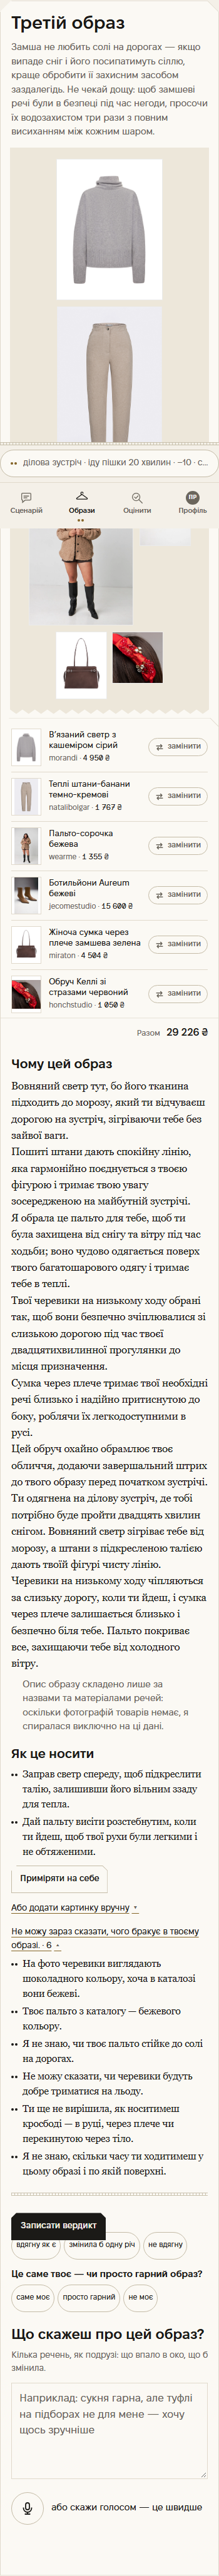 Третій образ
Замша не любить солі на дорогах — якщо
випаде сніг і його посипатимуть сіллю,
краще обробити її захисним засобом
заздалегідь. Не чекай дощу: щоб замшеві
речі були в безпеці під час негоди, просочи
їх водозахистом три рази з повним
висиханням між кожним шаром.
ділова зустріч · іду пішки 20 хвилин · −10 · с...
Сценарій
Образи
Оцінити
ПР
Профіль
В'язаний светр з
кашеміром сірий
morandi · 4 950 ₴
замінити
Теплі штани-банани
темно-кремові
natalibolgar · 1 767 ₴
замінити
Пальто-сорочка
бежева
wearme · 1 355 ₴
замінити
Ботильйони Aureum
бежеві
jecomestudio · 15 600 ₴
замінити
Жіноча сумка через
плече замшева зелена
miraton · 4 504 ₴
замінити
Обруч Келлі зі
стразами червоний
honchstudio · 1 050 ₴
замінити
Разом 29 226 ₴
Чому цей образ
Вовняний светр тут, бо його тканина
підходить до морозу, який ти відчуваєш
дорогою на зустріч, зігріваючи тебе без
зайвої ваги.
Пошиті штани дають спокійну лінію,
яка гармонійно поєднується з твоєю
фігурою і тримає твою увагу
зосередженою на майбутній зустрічі.
Я обрала це пальто для тебе, щоб ти
була захищена від снігу та вітру під час
ходьби; воно чудово одягається поверх
твого багатошарового одягу і тримає
тебе в теплі.
Твої черевики на низькому ході обрані
так, щоб вони безпечно зчіплювалися зі
слизькою дорогою під час твоєї
двадцятихвилинної прогулянки до
місця призначення.
Сумка через плече тримає твої необхідні
речі близько і надійно притиснутою до
боку, роблячи їх легкодоступними в
русі.
Цей обруч охайно обрамлює твоє
обличчя, додаючи завершальний штрих
до твого образу перед початком зустрічі.
Ти одягнена на ділову зустріч, де тобі
потрібно буде пройти двадцять хвилин
снігом. Вовняний светр зігріває тебе від
морозу, а штани з підкресленою талією
дають твоїй фігурі чисту лінію.
Черевики на низькому ході чіпляються
за слизьку дорогу, коли ти йдеш, і сумка
через плече залишається близько і
безпечно біля тебе. Пальто покриває
все, захищаючи тебе від холодного
вітру.
Опис образу складено лише за
назвами та матеріалами речей:
оскільки фотографій товарів немає, я
спиралася виключно на ці дані.
Як це носити
Заправ светр спереду, щоб підкреслити
талію, залишивши його вільним ззаду
для тепла.
Дай пальту висіти розстебнутим, коли
ти йдеш, щоб твої рухи були легкими і
не обтяженими.
Приміряти на себе
Або додати картинку вручну
Не можу зараз сказати, чого бракує в твоєму
образі. · 6
На фото черевики виглядають
шоколадного кольору, хоча в каталозі
вони бежеві.
Твоє пальто з каталогу — бежевого
кольору.
Я не знаю, чи твоє пальто стійке до солі
на дорогах.
Не можу сказати, чи черевики будуть
добре триматися на льоду.
Ти ще не вирішила, як носитимеш
кросбоді — в руці, через плече чи
перекинутою через тіло.
Я не знаю, скільки часу ти ходитимеш у
цьому образі і по якій поверхні.
Записати вердикт
вдягну як є
змінила б одну річ
не вдягну
Це саме твоє — чи просто гарний образ?
саме моє
просто гарний
не моє
Що скажеш про цей образ?
Кілька речень, як подрузі: що впало в око, що б
змінила.
Наприклад: сукня гарна, але туфлі
на підборах не для мене — хочу
щось зручніше
або скажи голосом — це швидше